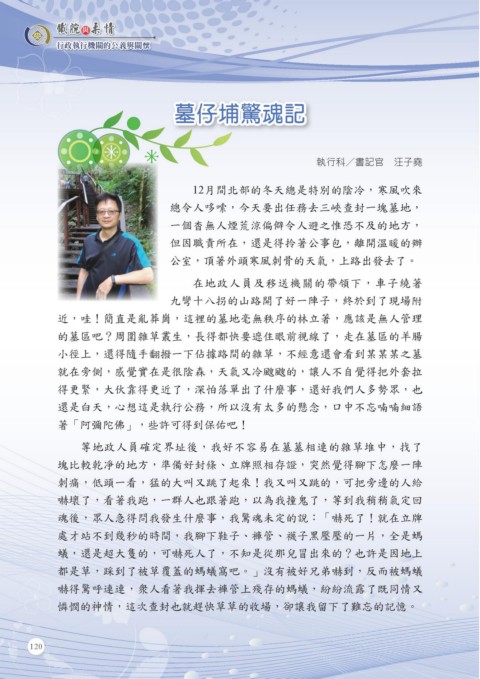 鐵腕與柔情
行政執行機關的公義與關懷
墓仔埔驚魂記
執行科／書記官　汪子堯
12月間北部的冬天總是特別的陰冷，寒風吹來
總令人哆嗦，今天要出任務去三峽查封一塊墓地，
一個杳無人煙荒涼偏僻令人避之惟恐不及的地方，
但因職責所在，還是得拎著公事包，離開溫暖的辦
公室，頂著外頭寒風刺骨的天氣，上路出發去了。
在地政人員及移送機關的帶領下，車子繞著
九彎十八拐的山路開了好一陣子，終於到了現場附
近，哇！簡直是亂葬崗，這裡的墓地毫無秩序的林立著，應該是無人管理
的墓區吧？周圍雜草叢生，長得都快要遮住眼前視線了，走在墓區的羊腸
小徑上，還得隨手翻撥一下佔據路間的雜草，不經意還會看到某某某之墓
就在旁側，感覺實在是很陰森，天氣又冷颼颼的，讓人不自覺得把外套拉
得更緊，大伙靠得更近了，深怕落單出了什麼事，還好我們人多勢眾，也
還是白天，心想這是執行公務，所以沒有太多的懸念，口中不忘喃喃細語
著「阿彌陀佛」，些許可得到保佑吧！
等地政人員確定界址後，我好不容易在墓墓相連的雜草堆中，找了
塊比較乾淨的地方，準備好封條、立牌照相存證，突然覺得腳下怎麼一陣
刺痛，低頭一看，猛的大叫又跳了起來！我又叫又跳的，可把旁邊的人給
嚇壞了，看著我跑，一群人也跟著跑，以為我撞鬼了，等到我稍稍氣定回
魂後，眾人急得問我發生什麼事，我驚魂未定的說：「嚇死了！就在立牌
處才站不到幾秒的時間，我腳下鞋子、褲管、襪子黑壓壓的一片，全是螞
蟻，還是超大隻的，可嚇死人了，不知是從那兒冒出來的？也許是因地上
都是草，踩到了被草覆蓋的螞蟻窩吧。」沒有被好兄弟嚇到，反而被螞蟻
嚇得驚呼連連，眾人看著我揮去褲管上殘存的螞蟻，紛紛流露了既同情又
憐憫的神情，這次查封也就趕快草草的收場，卻讓我留下了難忘的記憶。
120